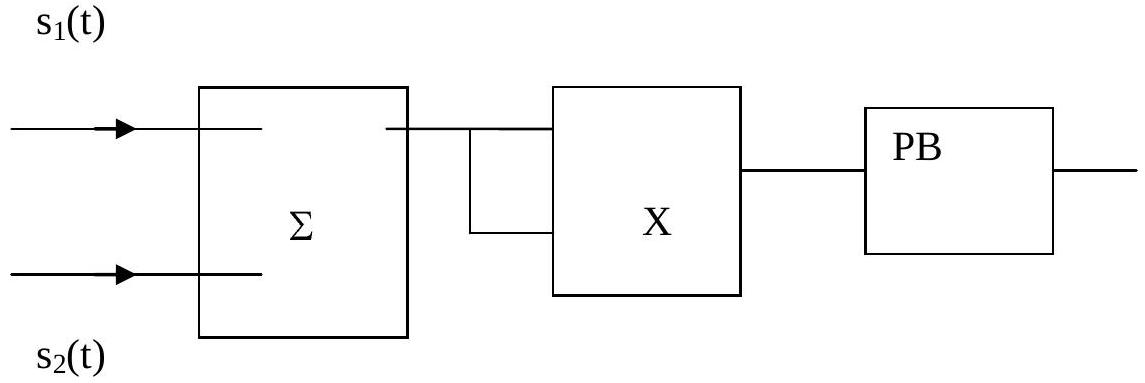 s₁(t)
PB
Σ
X
s₂(t)